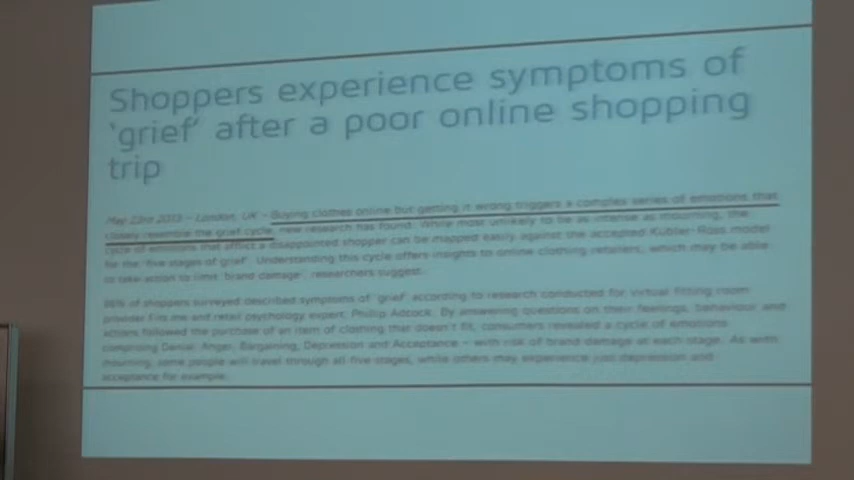 Shoppers experience symptoms of
'grief' after a poor online shopping
trip
May 23rd 2013 – London, UK – Buying clothes online but getting it wrong triggers a complex series of emotions that
closely resemble the grief cycle, new research has found. While most unlikely to be as intense as mourning, the
cycle of emotions that afflict a disappointed shopper can be mapped easily against the accepted Kübler-Ross model
for the 'five stages of grief'. Understanding this cycle offers insights to online clothing retailers, which may be able
to take action to limit 'brand damage', researchers suggest.
of shoppers surveyed described symptoms of 'grief' according to research conducted for virtual fitting room
provider Fits.me and retail psychology expert, Phillip Adcock. By answering questions on their feelings, behaviour and
actions followed the purchase of an item of clothing that doesn't fit, consumers revealed a cycle of emotions
comprising Denial, Anger, Bargaining, Depression and Acceptance – with risk of brand damage at each stage. As with
mourning, some people will travel through all five stages, while others may experience just depression and
acceptance for example.